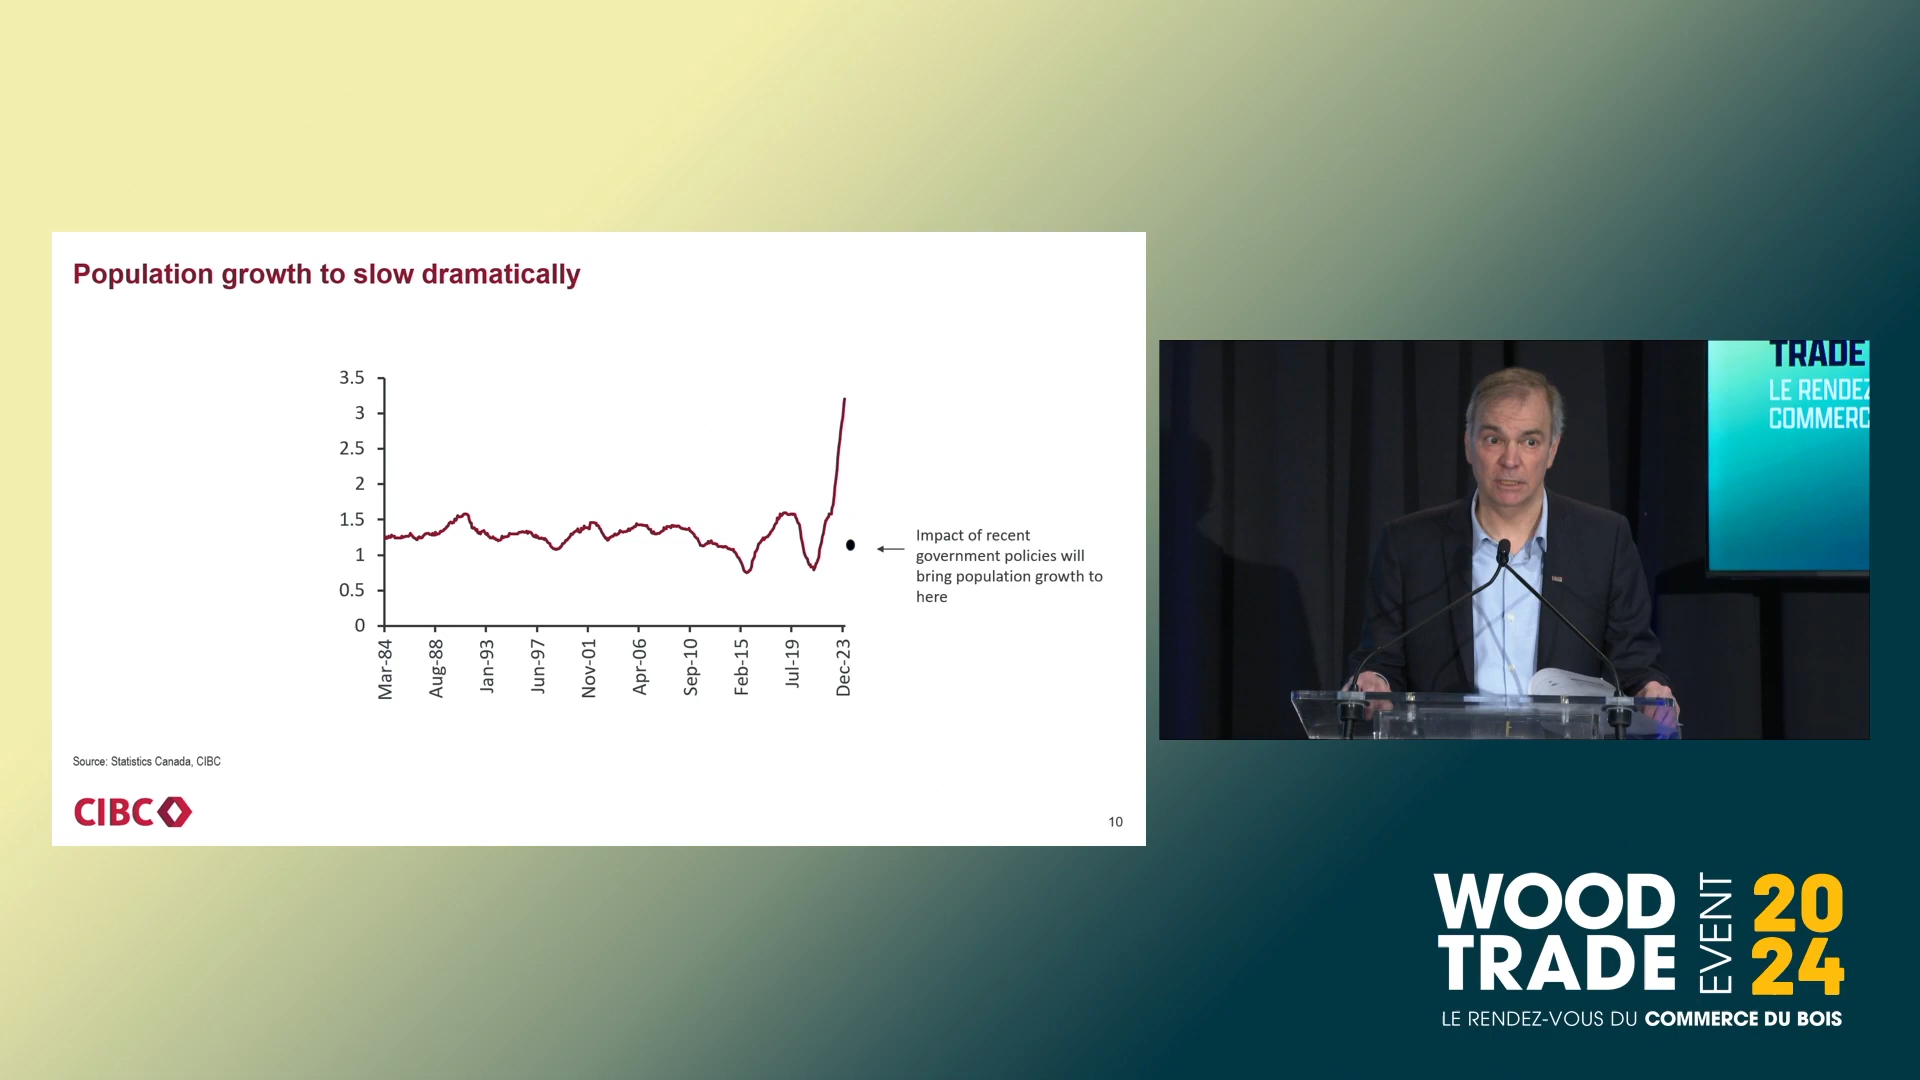 Population growth to slow dramatically
3.5
3
2.5
2
1.5
1
0.5
0
Mar-84
Aug-88
Jan-93
Jun-97
Nov-01
Apr-06
Sep-10
Feb-15
Jul-19
Dec-23
Impact of recent
government policies will
bring population growth to
here
Source: Statistics Canada, CIBC
CIBC
10
TRADE
LE RENDEZ
COMMERC
WOOD
TRADE
EVENT
20
24
LE RENDEZ-VOUS DU COMMERCE DU BOIS